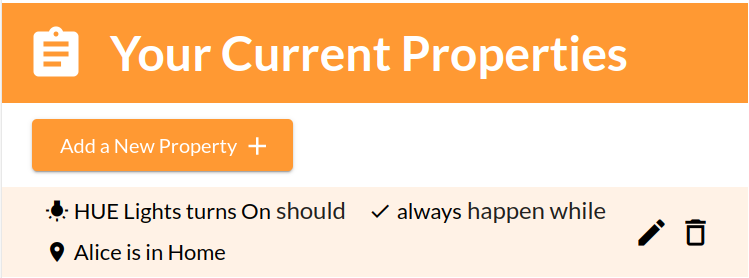 Your Current Properties
Add a New Property
HUE Lights turns On should always happen while
Alice is in Home